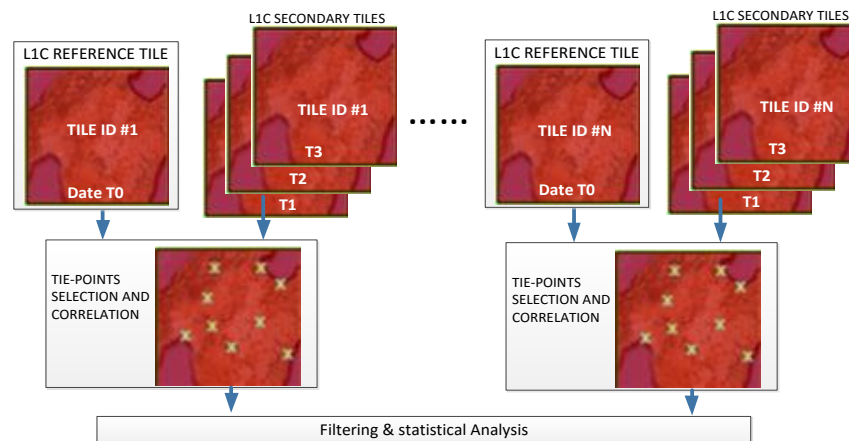 L1C SECONDARY TILES
L1C REFERENCE TILE
TILE ID #1
Date T0
TILE ID #1
T3
T2
T1
......
L1C SECONDARY TILES
L1C REFERENCE TILE
TILE ID #N
Date T0
TILE ID #N
T3
T2
T1
TIE-POINTS
SELECTION AND
CORRELATION
TIE-POINTS
SELECTION AND
CORRELATION
Filtering & statistical Analysis